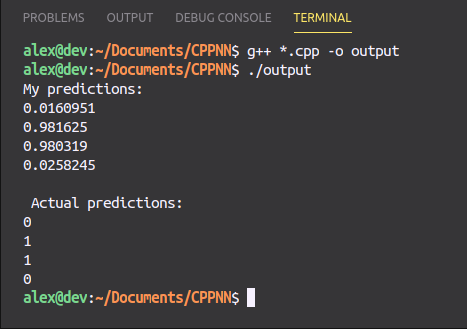 PROBLEMS OUTPUT DEBUG CONSOLE TERMINAL
alex@dev:~/Documents/CPPNN$ g++ *.cpp -o output
alex@dev:~/Documents/CPPNN$ ./output
My predictions:
0.0160951
0.981625
0.980319
0.0258245
Actual predictions:
0
1
1
0
alex@dev:~/Documents/CPPNN$